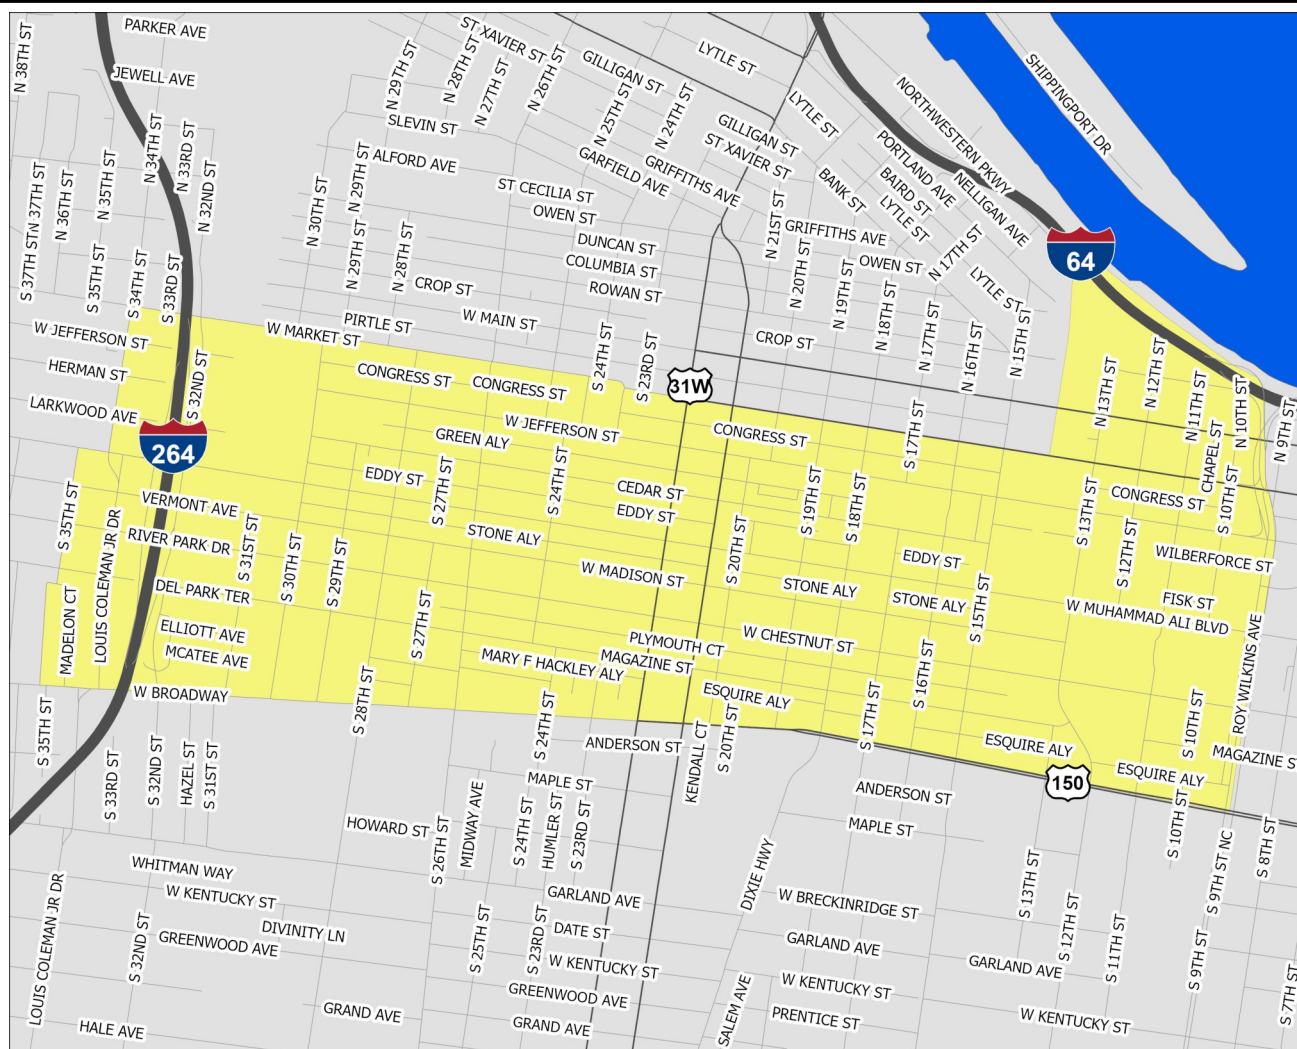 PARKER AVE
N 38TH ST
JEWELL AVE
ST XAVIER ST
N 29TH ST
N 28TH ST
N 27TH ST
N 26TH ST
GILLIGAN ST
LYTLE ST
SHIPPINGPORT DR
NORTHWESTERN PKWY
SLEVIN ST
N 25TH ST
N 24TH ST
LYTLE ST
GILLIGAN ST
ST XAVIER ST
PORTLAND AVE
N 34TH ST
N 33RD ST
N 32ND ST
N 35TH ST
N 37TH ST
N 36TH ST
ALFORD AVE
GARFIELD AVE
GRIFFITHS AVE
BANK ST
BAIRD ST
LYTLE ST
NELLIGAN AVE
N 30TH ST
N 29TH ST
ST CECILIA ST
OWEN ST
N 21ST ST
GRIFFITHS AVE
N 17TH ST
64
S 37TH ST
S 35TH ST
S 34TH ST
S 33RD ST
N 29TH ST
N 28TH ST
DUNCAN ST
COLUMBIA ST
ROWAN ST
N 20TH ST
OWEN ST
LYTLE ST
CROP ST
N 19TH ST
N 18TH ST
N 17TH ST
N 16TH ST
N 15TH ST
W JEFFERSON ST
W MARKET ST
PIRTLE ST
W MAIN ST
CROP ST
S 24TH ST
S 23RD ST
31W
HERMAN ST
S 32ND ST
CONGRESS ST
CONGRESS ST
N 13TH ST
N 12TH ST
N 11TH ST
N 10TH ST
N 9TH ST
LARKWOOD AVE
264
W JEFFERSON ST
GREEN ALY
CONGRESS ST
S 17TH ST
CHAPEL ST
EDDY ST
S 27TH ST
S 24TH ST
CEDAR ST
EDDY ST
S 19TH ST
S 18TH ST
S 13TH ST
CONGRESS ST
S 10TH ST
S 35TH ST
VERMONT AVE
LOUIS COLEMAN JR DR
RIVER PARK DR
S 31ST ST
S 30TH ST
S 29TH ST
STONE ALY
S 20TH ST
EDDY ST
S 12TH ST
WILBERFORCE ST
DEL PARK TER
W MADISON ST
STONE ALY
STONE ALY
S 15TH ST
FISK ST
W MUHAMMAD ALI BLVD
MADELON CT
ELLIOTT AVE
MCATEE AVE
S 27TH ST
PLYMOUTH CT
W CHESTNUT ST
MARY F HACKLEY ALY
MAGAZINE ST
S 16TH ST
ROY WILKINS AVE
W BROADWAY
S 28TH ST
S 24TH ST
ESQUIRE ALY
S 17TH ST
S 10TH ST
S 35TH ST
ANDERSON ST
KENDALL CT
S 20TH ST
ESQUIRE ALY
MAGAZINE ST
ESQUIRE ALY
150
S 33RD ST
S 32ND ST
HAZEL ST
S 31ST ST
MAPLE ST
ANDERSON ST
MAPLE ST
S 10TH ST
HOWARD ST
S 26TH ST
MIDWAY AVE
S 24TH ST
HUMLER ST
S 23RD ST
DIXIE HWY
S 9TH ST NC
S 8TH ST
WHITMAN WAY
W KENTUCKY ST
GARLAND AVE
W BRECKINRIDGE ST
S 13TH ST
S 12TH ST
S 11TH ST
LOUIS COLEMAN JR DR
S 32ND ST
DIVINITY LN
GREENWOOD AVE
S 25TH ST
S 23RD ST
DATE ST
W KENTUCKY ST
GARLAND AVE
GARLAND AVE
S 9TH ST
S 7TH ST
GREENWOOD AVE
W KENTUCKY ST
HALE AVE
GRAND AVE
GRAND AVE
SALEM AVE
PRENTICE ST
W KENTUCKY ST